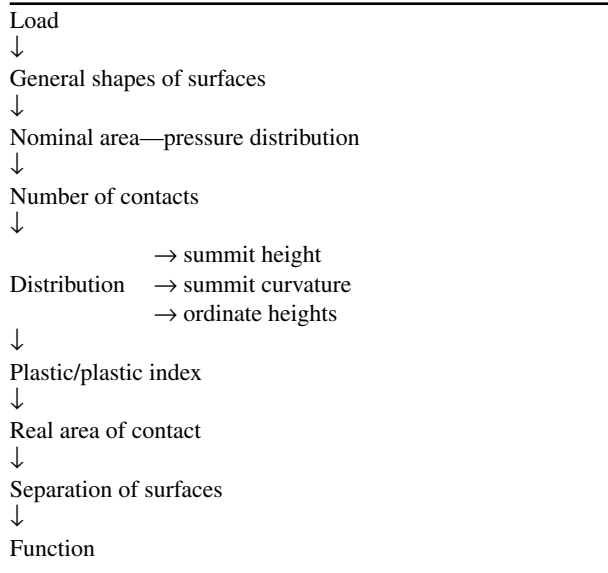 Load
↓
General shapes of surfaces
↓
Nominal area—pressure distribution
↓
Number of contacts
↓
→ summit height
Distribution → summit curvature
→ ordinate heights
↓
Plastic/plastic index
↓
Real area of contact
↓
Separation of surfaces
↓
Function